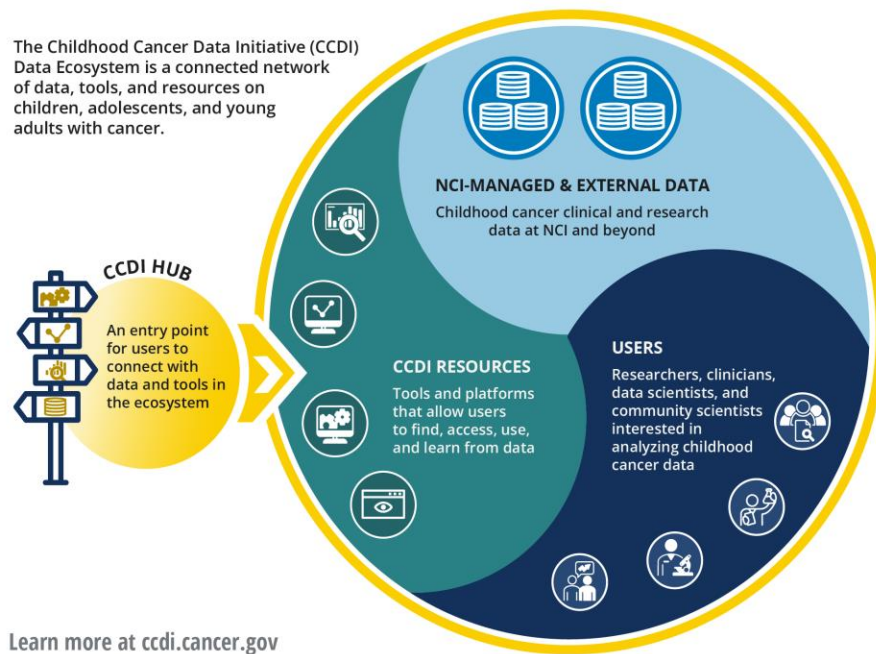 The Childhood Cancer Data Initiative (CCDI)
Data Ecosystem is a connected network
of data, tools, and resources on
children, adolescents, and young
adults with cancer.
NCI-MANAGED & EXTERNAL DATA
Childhood cancer clinical and research
data at NCI and beyond
CCDI HUB
An entry point
for users to
connect with
data and tools in
the ecosystem
CCDI RESOURCES
Tools and platforms
that allow users
to find, access, use,
and learn from data
USERS
Researchers, clinicians,
data scientists, and
community scientists
interested in
analyzing childhood
cancer data
Learn more at ccdi.cancer.gov